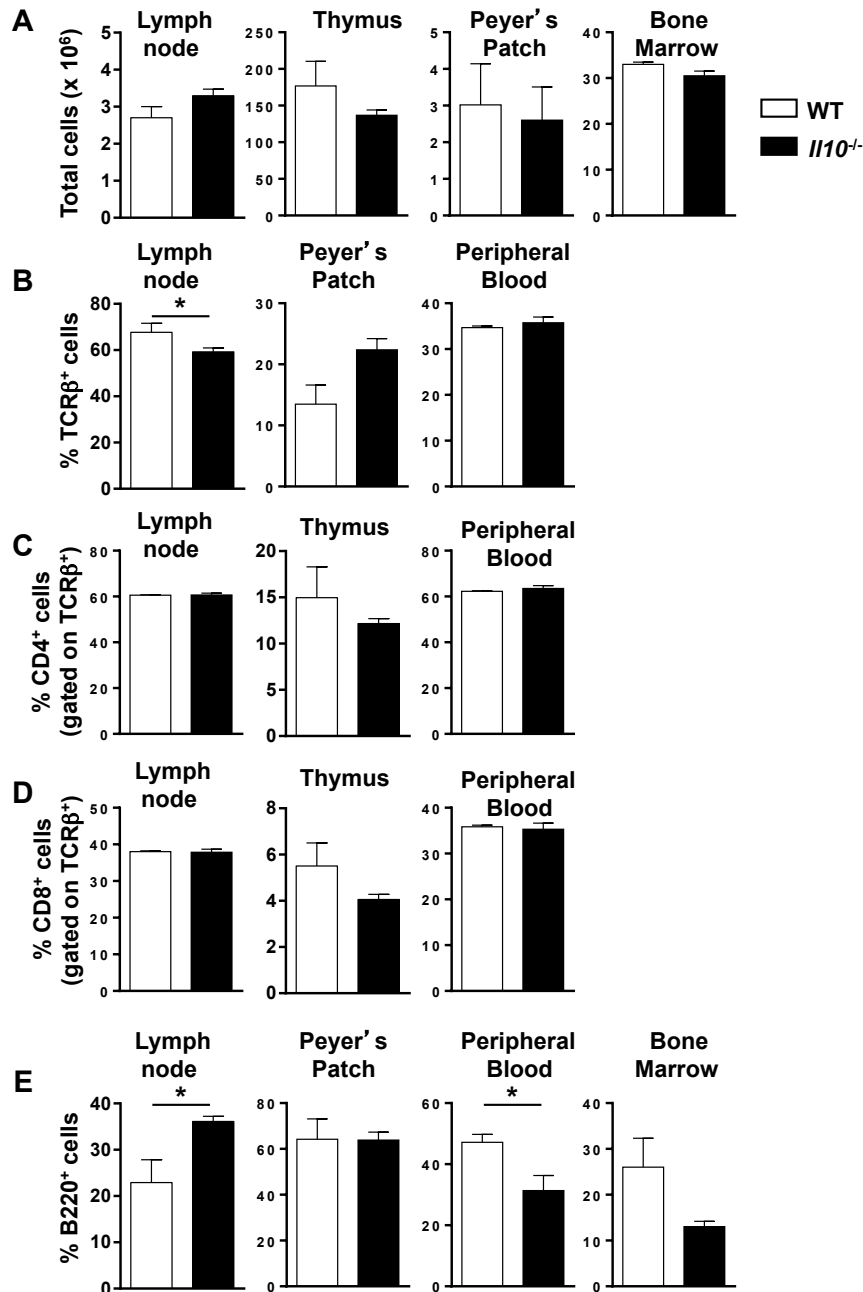 A
Lymph
node
Thymus
Peyer's
Patch
Bone
Marrow
Total cells (x 10⁶)
5
4
3
2
1
0
250
200
150
100
50
0
5
4
3
2
1
0
40
30
20
10
0
WT
Il10-/-
B
Lymph
node
Peyer's
Patch
Peripheral
Blood
% TCRβ⁺ cells
80
60
40
20
0
*
30
20
10
0
40
30
20
10
0
C
Lymph
node
Thymus
Peripheral
Blood
% CD4⁺ cells
(gated on TCRβ⁺)
80
60
40
20
0
20
15
10
5
0
80
60
40
20
0
D
Lymph
node
Thymus
Peripheral
Blood
% CD8⁺ cells
(gated on TCRβ⁺)
50
40
30
20
10
0
8
6
4
2
0
40
30
20
10
0
E
Lymph
node
Peyer's
Patch
Peripheral
Blood
Bone
Marrow
% B220⁺ cells
40
30
20
10
0
*
80
60
40
20
0
60
40
20
0
*
40
30
20
10
0